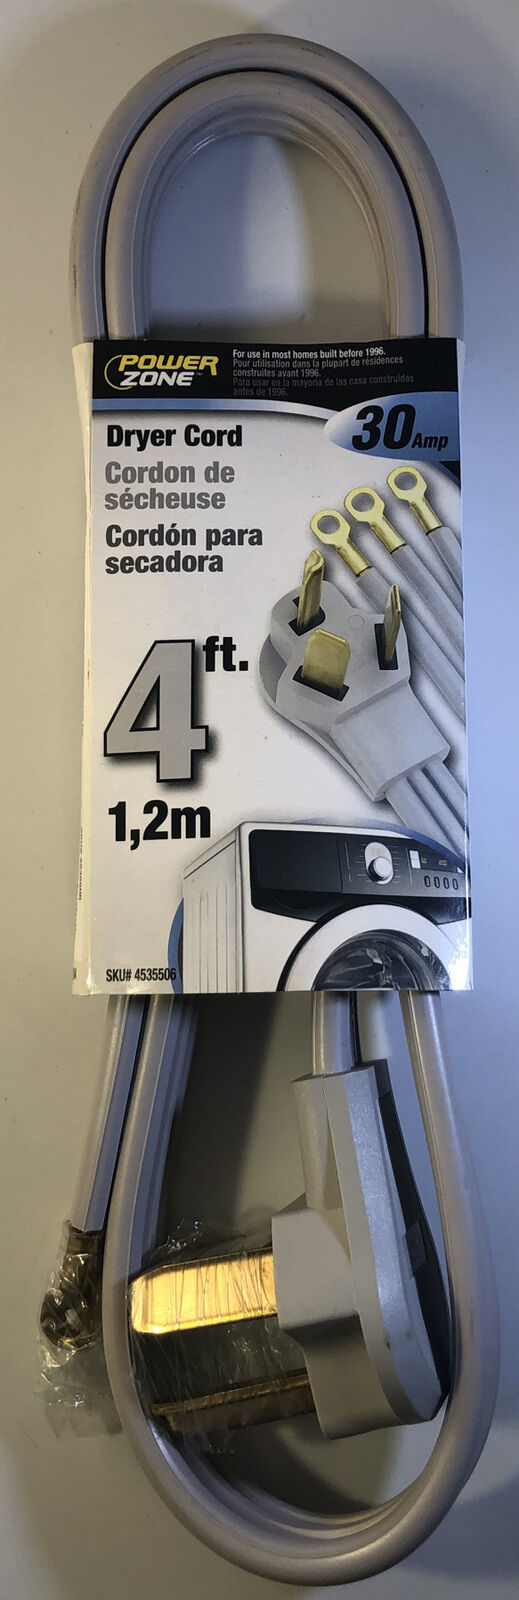 POWER ZONE™
For use in most homes built before 1996.
Pour utilisation dans la plupart de résidences
construites avant 1996.
Para usar en la mayoría de las casa construidas
antes de 1996.
30 Amp
Dryer Cord
Cordon de
sécheuse
Cordón para
secadora
4 ft.
1,2m
SKU# 4535506